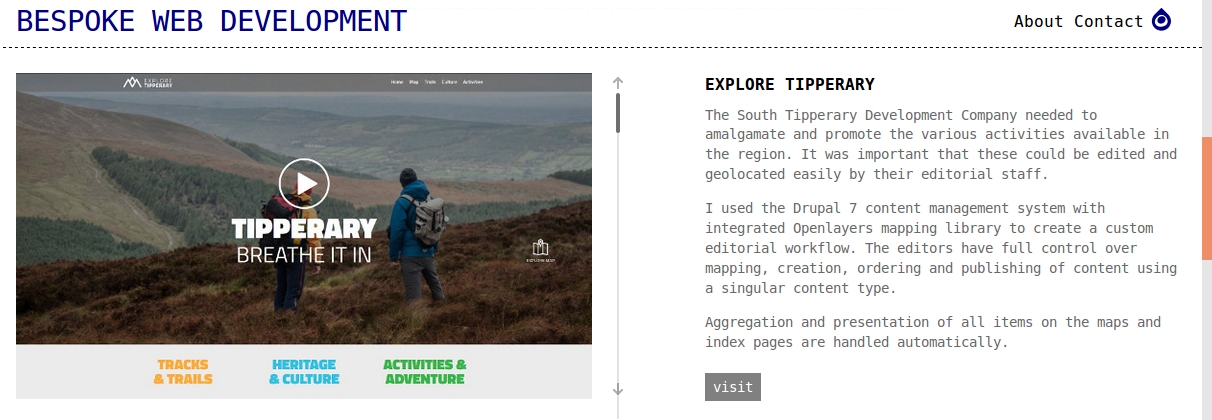 BESPOKE WEB DEVELOPMENT
About Contact
EXPLORE
TIPPERARY
Home Map Trails Culture Activities
TIPPERARY
BREATHE IT IN
EXPLORE MAP
TRACKS
& TRAILS
HERITAGE
& CULTURE
ACTIVITIES &
ADVENTURE
EXPLORE TIPPERARY
The South Tipperary Development Company needed to
amalgamate and promote the various activities available in
the region. It was important that these could be edited and
geolocated easily by their editorial staff.
I used the Drupal 7 content management system with
integrated Openlayers mapping library to create a custom
editorial workflow. The editors have full control over
mapping, creation, ordering and publishing of content using
a singular content type.
Aggregation and presentation of all items on the maps and
index pages are handled automatically.
visit